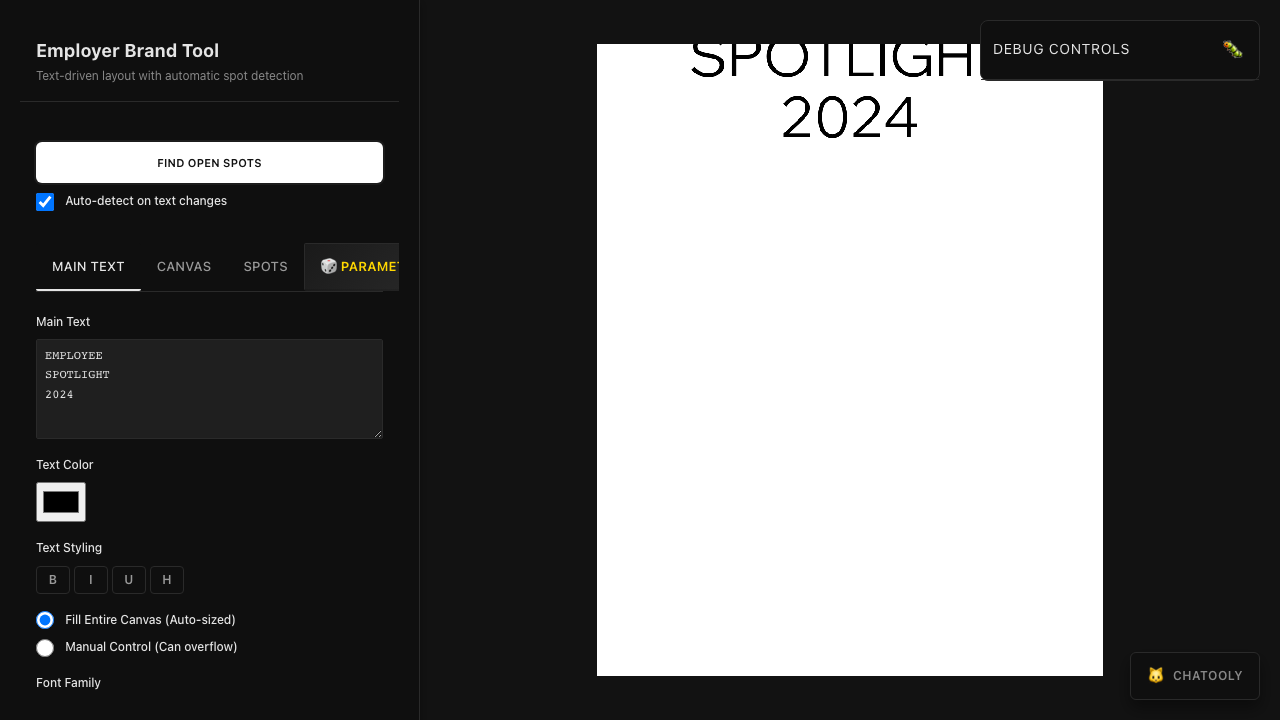 Employer Brand Tool
Text-driven layout with automatic spot detection
FIND OPEN SPOTS
Auto-detect on text changes
MAIN TEXT
CANVAS
SPOTS
🎲 PARAMET
Main Text
EMPLOYEE
SPOTLIGHT
2024
Text Color
Text Styling
B I U H
Fill Entire Canvas (Auto-sized)
Manual Control (Can overflow)
Font Family
SPOTLIGH
2024
DEBUG CONTROLS 🐛
🐱 CHATOOLY